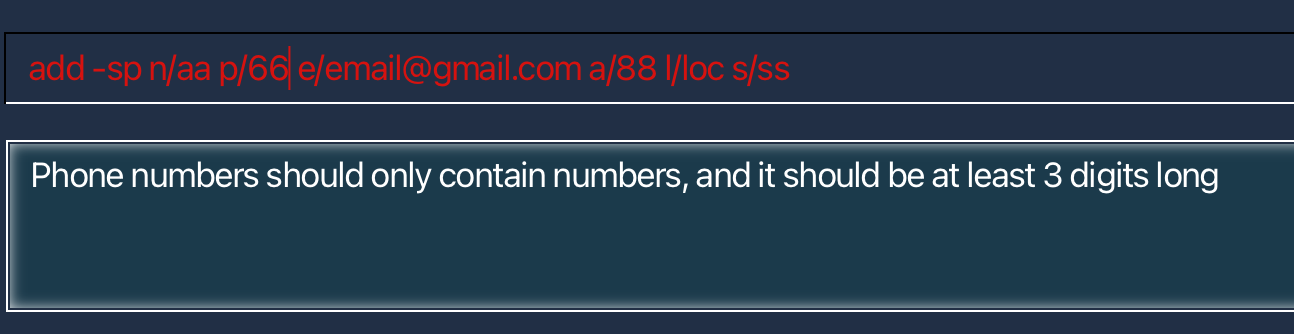 add -sp n/aa p/66 e/email@gmail.com a/88 l/loc s/ss
Phone numbers should only contain numbers, and it should be at least 3 digits long